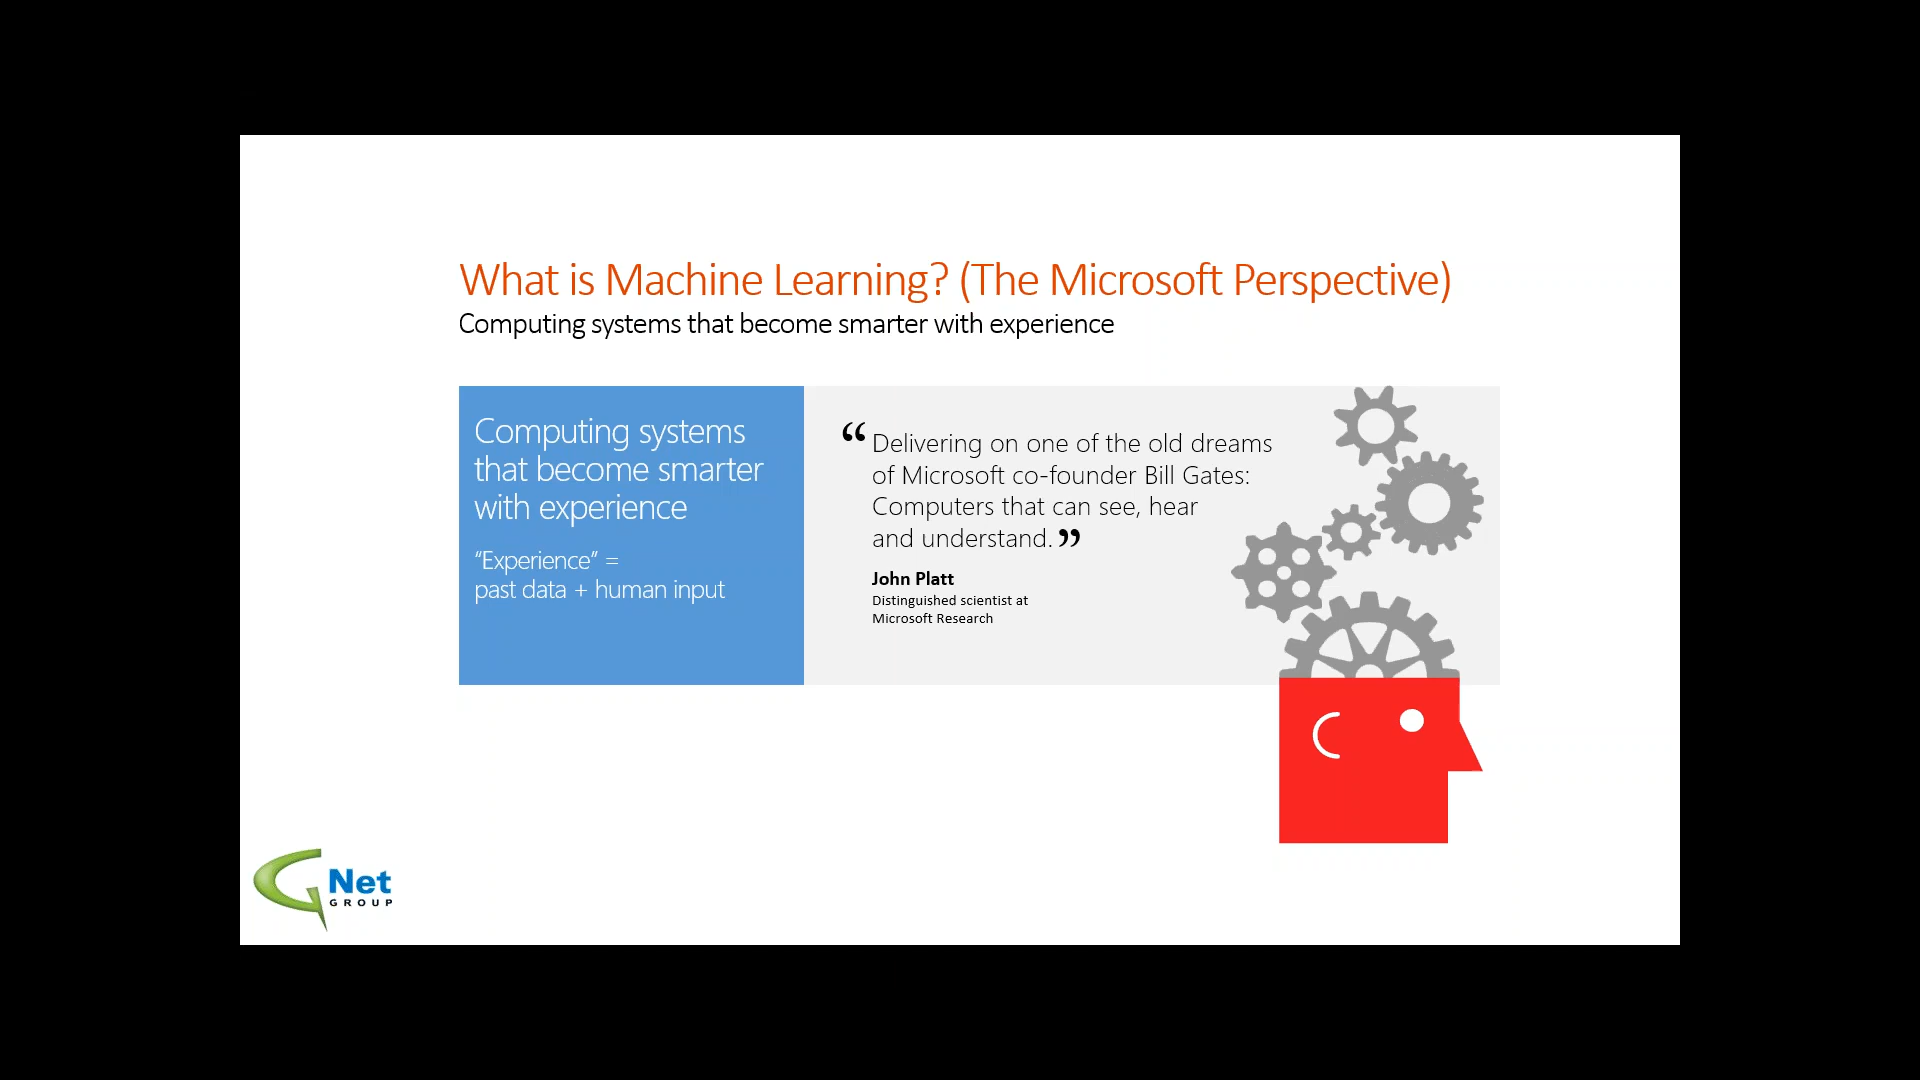 What is Machine Learning? (The Microsoft Perspective)
Computing systems that become smarter with experience
Computing systems
that become smarter
with experience
“Experience” =
past data + human input
“Delivering on one of the old dreams
of Microsoft co-founder Bill Gates:
Computers that can see, hear
and understand.”
John Platt
Distinguished scientist at
Microsoft Research
GNet
GROUP